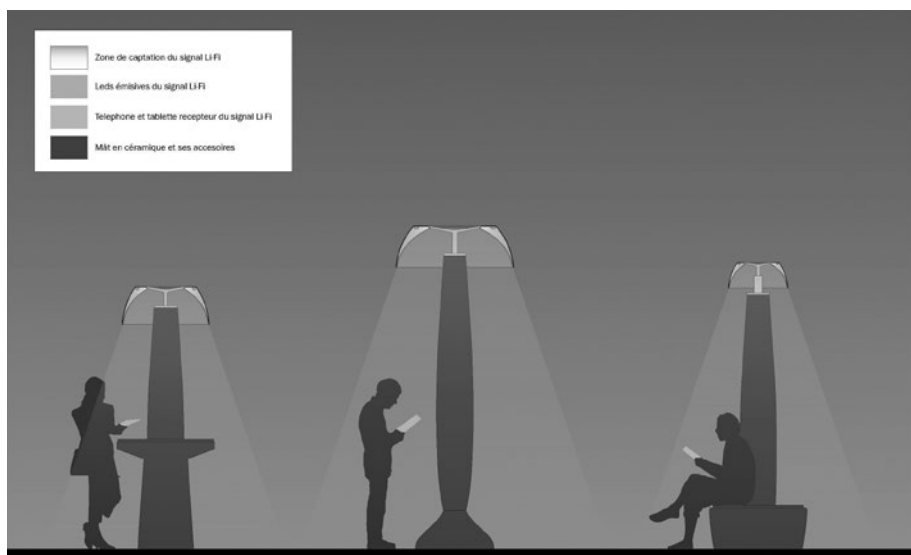 Zone de captation du signal Li-Fi
Leds émisives du signal Li-Fi
Telephone et tablette recepteur du signal Li-Fi
Mât en céramique et ses accesoires